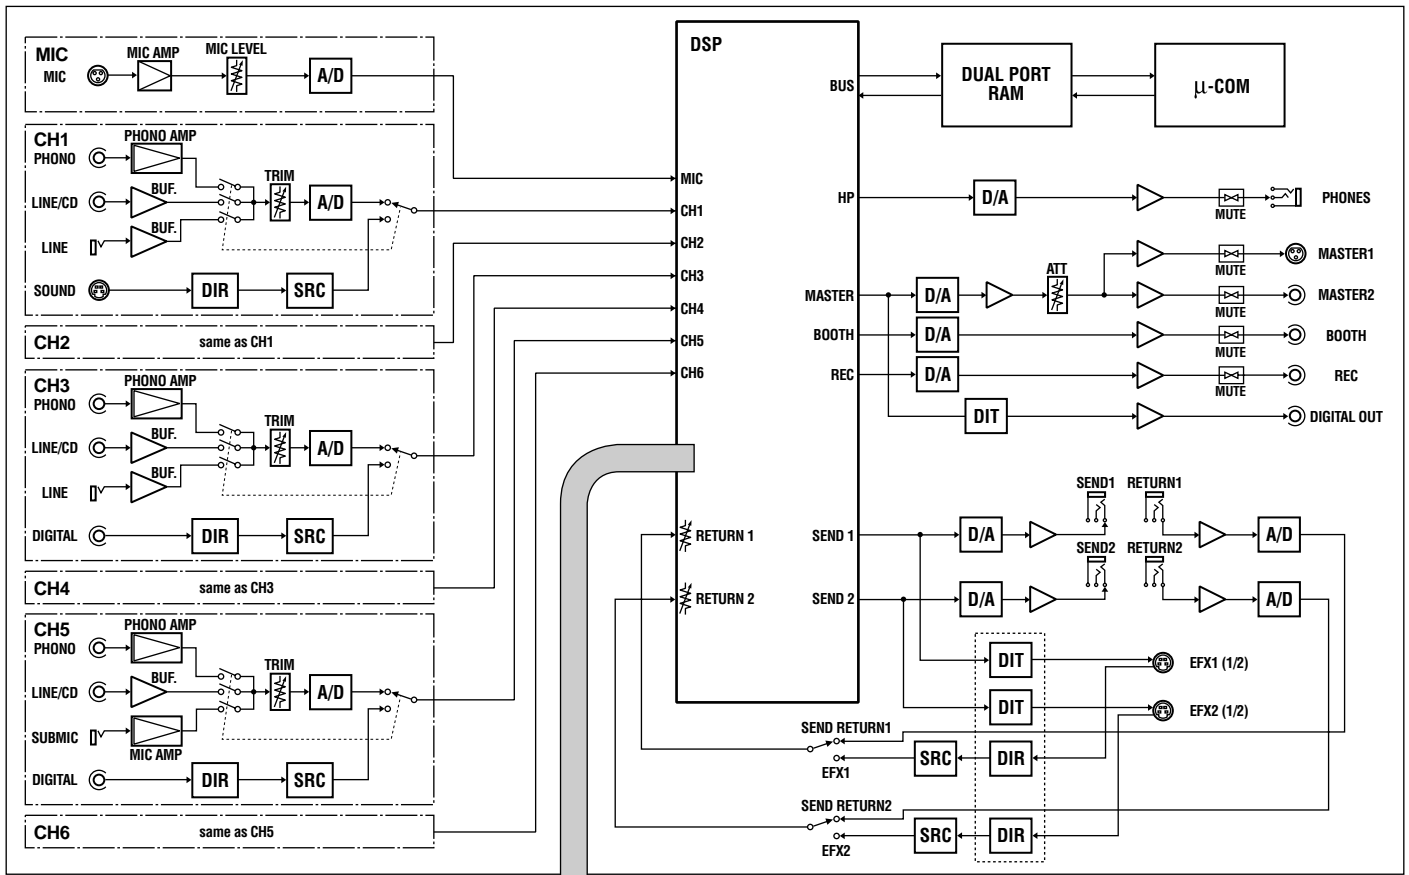 MIC
MIC
MIC AMP
MIC LEVEL
A/D
CH1
PHONO
PHONO AMP
LINE/CD
BUF.
TRIM
A/D
LINE
BUF.
SOUND
DIR
SRC
CH2
same as CH1
CH3
PHONO
PHONO AMP
LINE/CD
BUF.
TRIM
A/D
LINE
BUF.
DIGITAL
DIR
SRC
CH4
same as CH3
CH5
PHONO
PHONO AMP
LINE/CD
BUF.
TRIM
A/D
SUBMIC
MIC AMP
DIGITAL
DIR
SRC
CH6
same as CH5
DSP
MIC
CH1
CH2
CH3
CH4
CH5
CH6
RETURN 1
RETURN 2
BUS
HP
MASTER
BOOTH
REC
SEND 1
SEND 2
DUAL PORT
RAM
µ-COM
D/A
MUTE
PHONES
D/A
ATT
MUTE
MASTER1
MUTE
MASTER2
D/A
MUTE
BOOTH
D/A
MUTE
REC
DIT
DIGITAL OUT
D/A
SEND1
RETURN1
A/D
D/A
SEND2
RETURN2
A/D
DIT
EFX1 (1/2)
DIT
EFX2 (1/2)
SEND RETURN1
EFX1
SRC
DIR
SEND RETURN2
EFX2
SRC
DIR